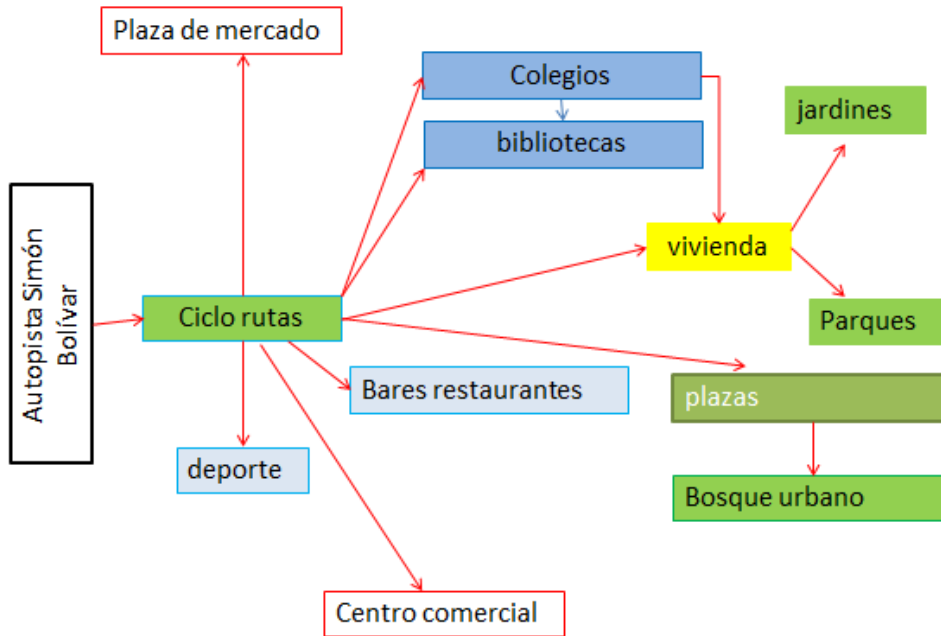 Plaza de mercado
Colegios
jardines
bibliotecas
Autopista Simón
Bolívar
vivienda
Ciclo rutas
Parques
Bares restaurantes
plazas
deporte
Bosque urbano
Centro comercial